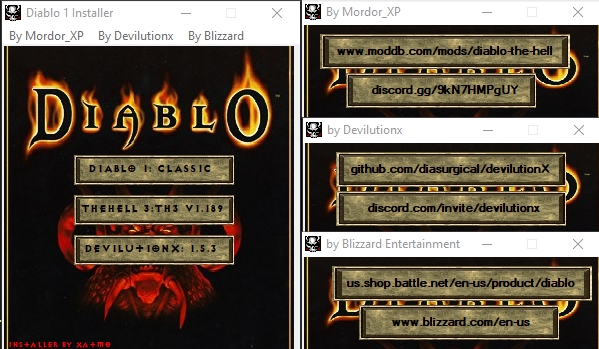 Diablo 1 Installer
By Mordor_XP By Devilutionx By Blizzard
DIABLO
DIABLO 1: CLASSIC
THEHELL 3:TH3 V1.189
DEVILUTIONX: 1.5.3
INSTALLER BY XATMO
By Mordor_XP
www.moddb.com/mods/diablo-the-hell
discord.gg/9kN7HMPgUY
by Devilutionx
github.com/diasurgical/devilutionX
discord.com/invite/devilutionx
by Blizzard Entertainment
us.shop.battle.net/en-us/product/diablo
www.blizzard.com/en-us